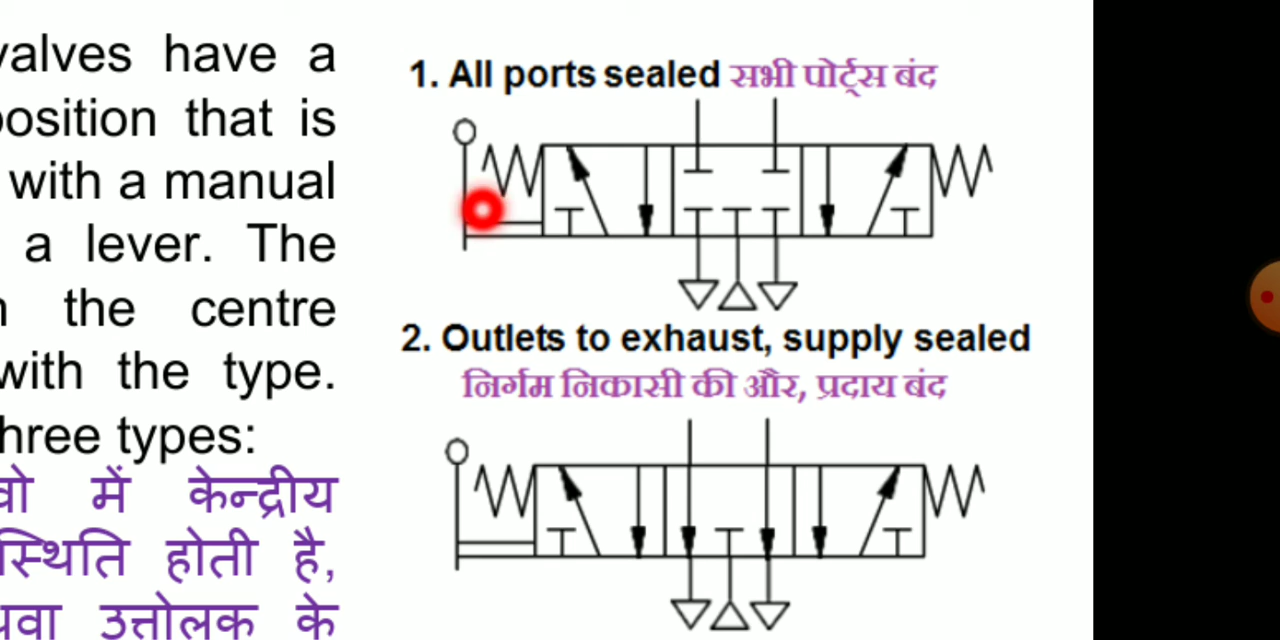 valves have a
position that is
with a manual
a lever. The
the centre
with the type.
three types:
में केन्द्रीय
स्थिति होती है,
उत्तोलक के
1. All ports sealed सभी पोर्ट्स बंद
2. Outlets to exhaust, supply sealed
निर्गम निकासी की और, प्रदाय बंद